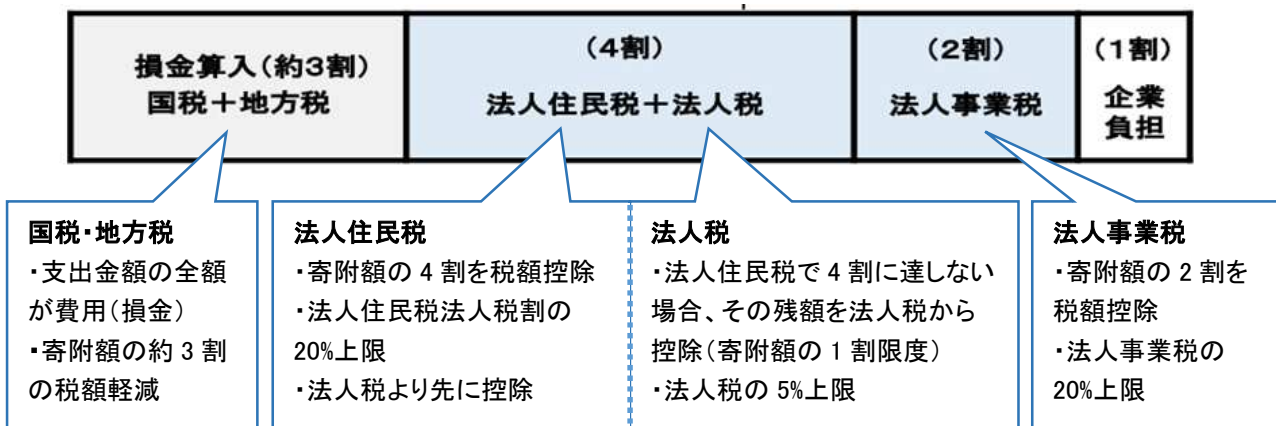 損金算入(約3割)
国税+地方税
(4割)
法人住民税+法人税
(2割)
法人事業税
(1割)
企業
負担
国税・地方税
・支出金額の全額
が費用(損金)
・寄附額の約 3 割
の税額軽減
法人住民税
・寄附額の 4 割を税額控除
・法人住民税法人税割の
20%上限
・法人税より先に控除
法人税
・法人住民税で 4 割に達しない
場合、その残額を法人税から
控除(寄附額の 1 割限度)
・法人税の 5%上限
法人事業税
・寄附額の 2 割を
税額控除
・法人事業税の
20%上限